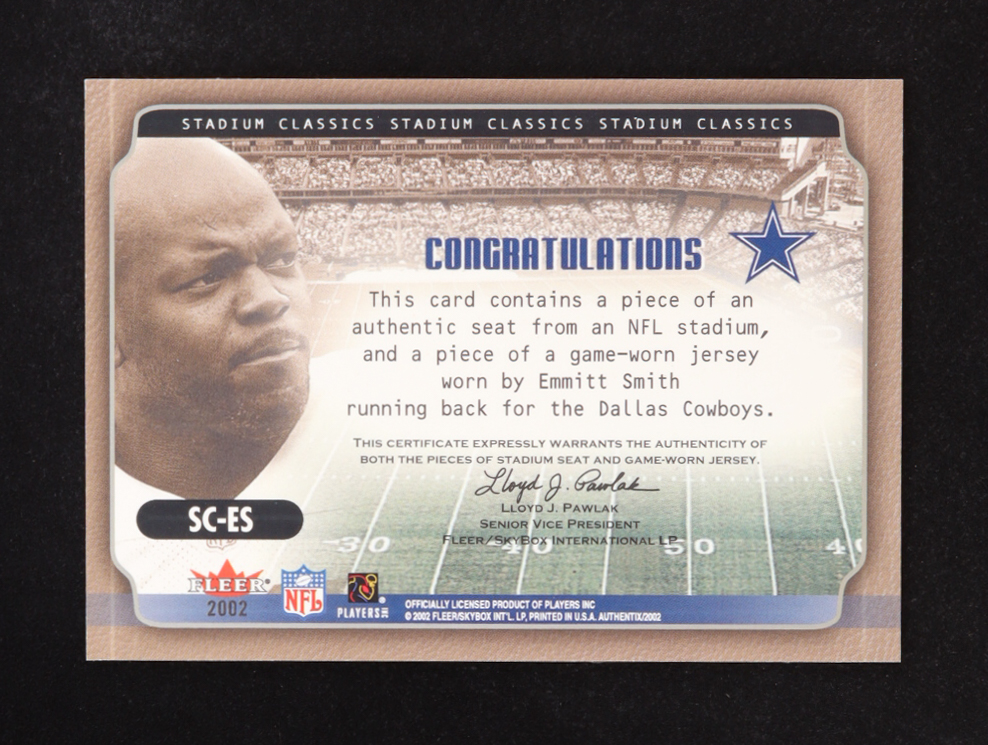 STADIUM CLASSICS STADIUM CLASSICS STADIUM CLASSICS
CONGRATULATIONS
This card contains a piece of an
authentic seat from an NFL stadium,
and a piece of a game-worn jersey
worn by Emmitt Smith
running back for the Dallas Cowboys.
THIS CERTIFICATE EXPRESSLY WARRANTS THE AUTHENTICITY OF
BOTH THE PIECES OF STADIUM SEAT AND GAME-WORN JERSEY.
Lloyd J. Pawlak
LLOYD J. PAWLAK
SENIOR VICE PRESIDENT
FLEER/SKYBOX INTERNATIONAL LP
SC-ES
30 40 50 4
FLEER®
2002
NFL
PLAYERS INC
OFFICIALLY LICENSED PRODUCT OF PLAYERS INC
© 2002 FLEER/SKYBOX INT'L. LP, PRINTED IN U.S.A. AUTHENTIX/2002